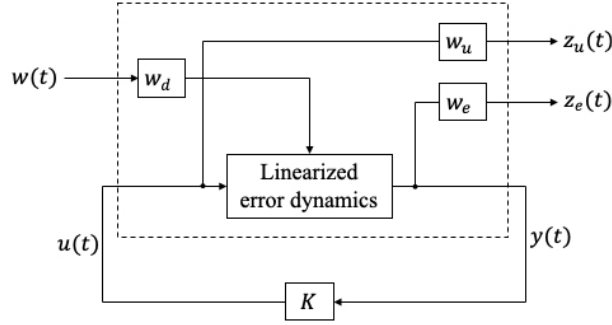 w_u
z_u(t)
w(t)
w_d
w_e
z_e(t)
Linearized
error dynamics
u(t)
y(t)
K